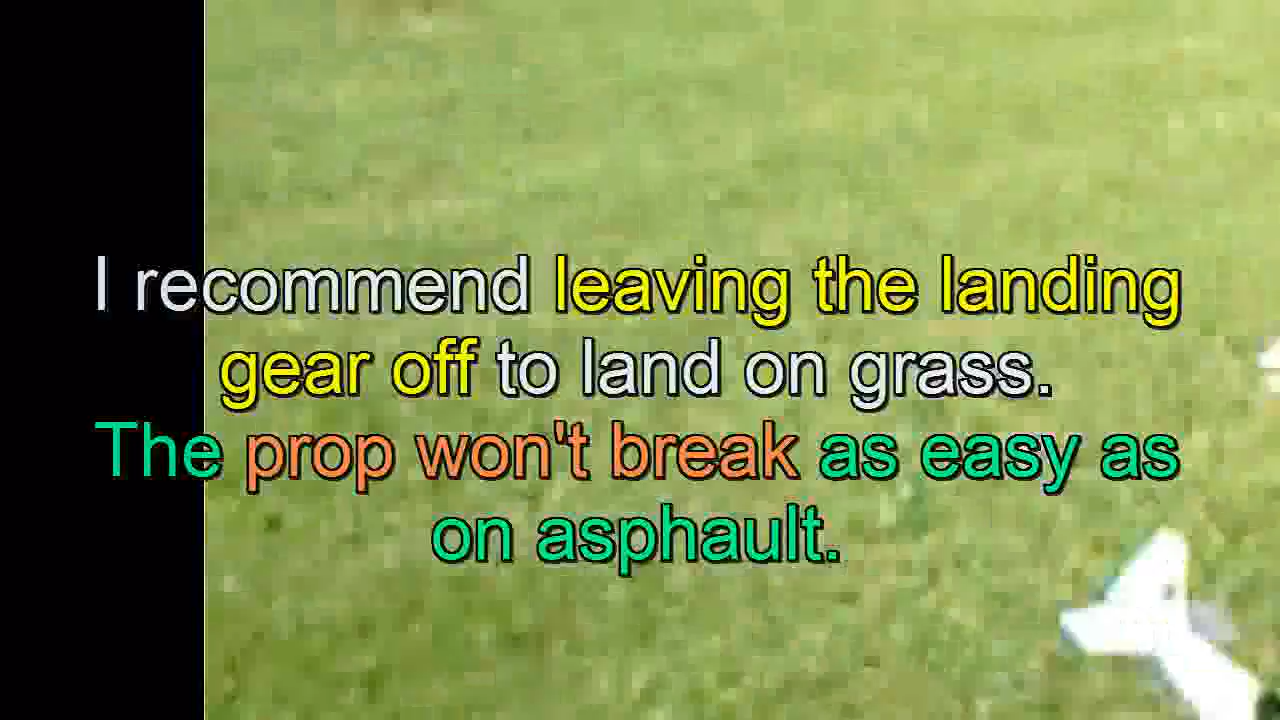 I recommend leaving the landing
gear off to land on grass.
The prop won't break as easy as
on asphault.